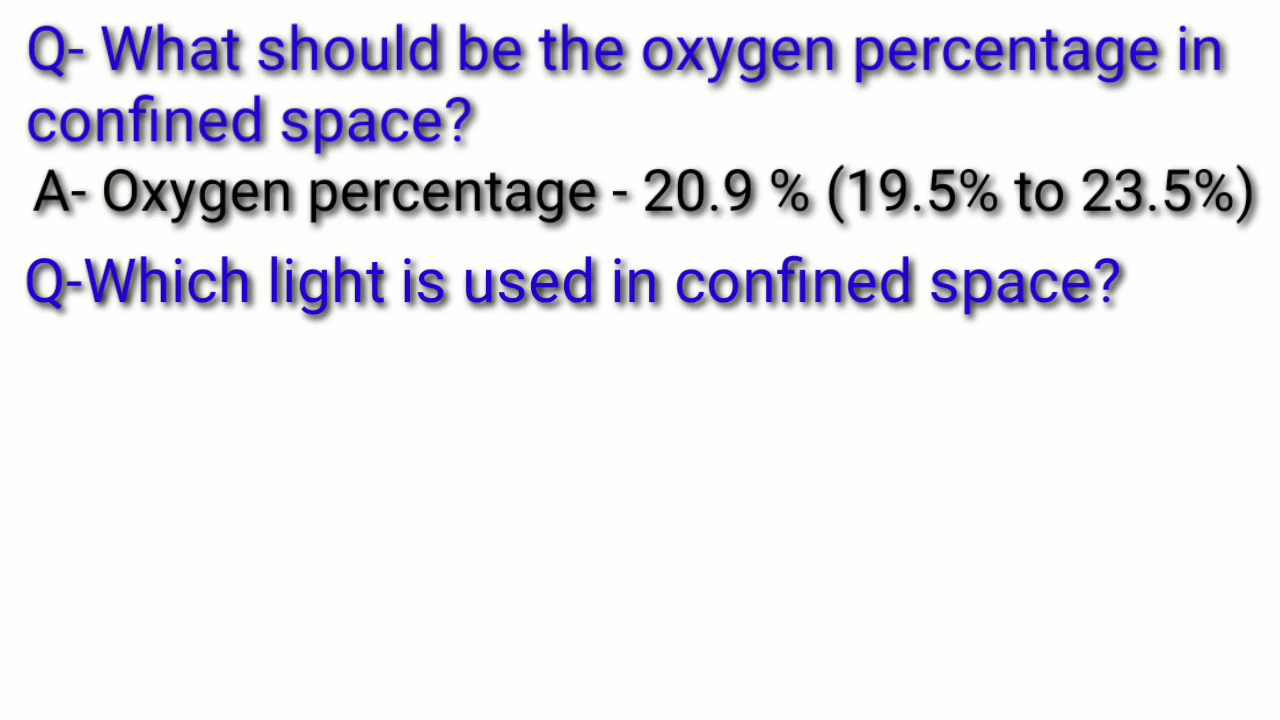 Q- What should be the oxygen percentage in
confined space?
A- Oxygen percentage - 20.9 % (19.5% to 23.5%)
Q-Which light is used in confined space?